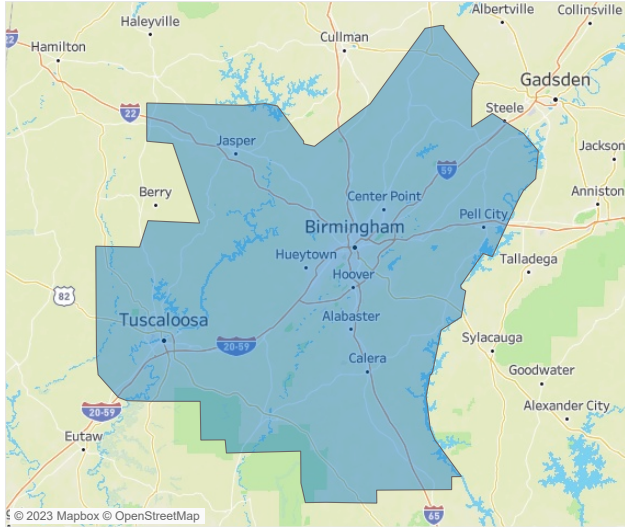 Haleyville
Albertville
Collinsville
22
Hamilton
Cullman
Gadsden
22
Steele
Jasper
Jackson
59
Berry
Center Point
Anniston
Pell City
Birmingham
Hueytown
Talladega
Hoover
82
Tuscaloosa
Alabaster
20-59
Sylacauga
Calera
Goodwater
20-59
Alexander City
Eutaw
65
© 2023 Mapbox © OpenStreetMap